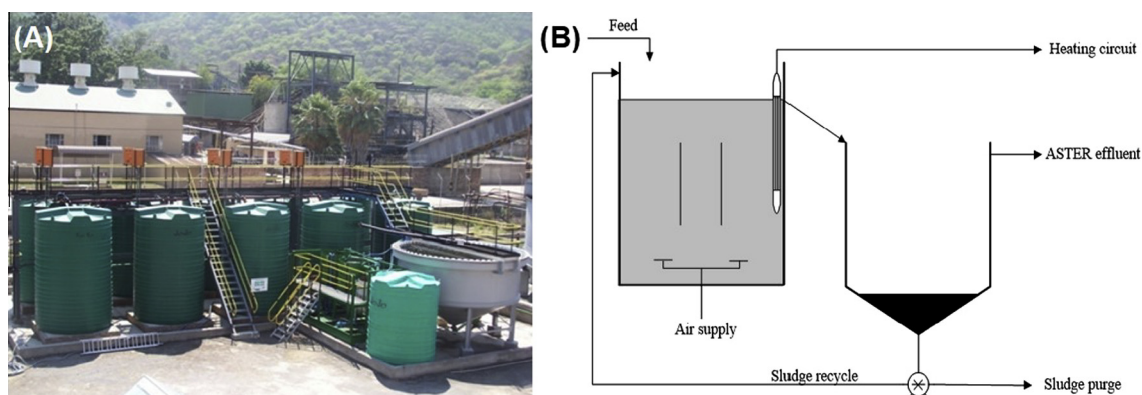 (A)
(B)
Feed
Heating circuit
ASTER effluent
Air supply
Sludge recycle
Sludge purge